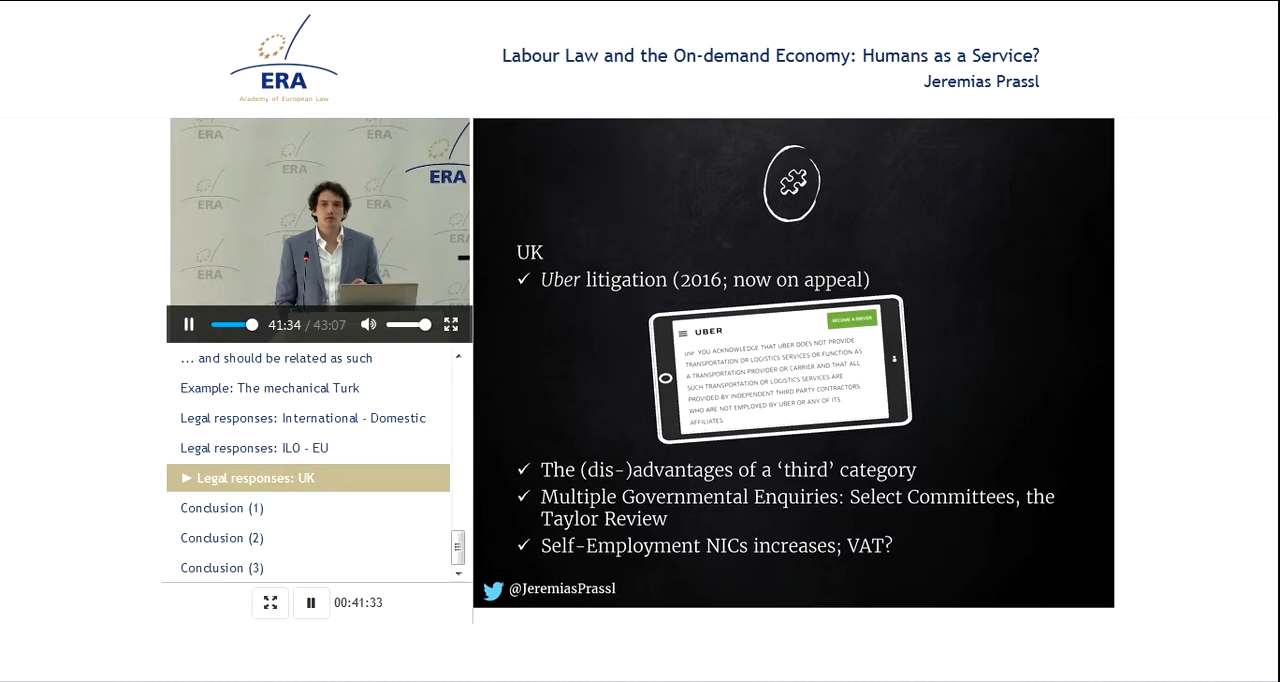 ERA
Academy of European Law
Labour Law and the On-demand Economy: Humans as a Service?
Jeremias Prassl
ERA
ERA
ERA
ERA
ERA
ERA
ERA
ERA
41:34 / 43:07
... and should be related as such
Example: The mechanical Turk
Legal responses: International - Domestic
Legal responses: ILO - EU
► Legal responses: UK
Conclusion (1)
Conclusion (2)
Conclusion (3)
00:41:33
UK
✓ Uber litigation (2016; now on appeal)
UBER
BECOME A DRIVER
use. YOU ACKNOWLEDGE THAT UBER DOES NOT PROVIDE
TRANSPORTATION OR LOGISTICS SERVICES OR FUNCTION AS
A TRANSPORTATION PROVIDER OR CARRIER AND THAT ALL
SUCH TRANSPORTATION OR LOGISTICS SERVICES ARE
PROVIDED BY INDEPENDENT THIRD PARTY CONTRACTORS
WHO ARE NOT EMPLOYED BY UBER OR ANY OF ITS
AFFILIATES
✓ The (dis-)advantages of a ‘third’ category
✓ Multiple Governmental Enquiries: Select Committees, the
Taylor Review
✓ Self-Employment NICs increases; VAT?
@JeremiasPrassl